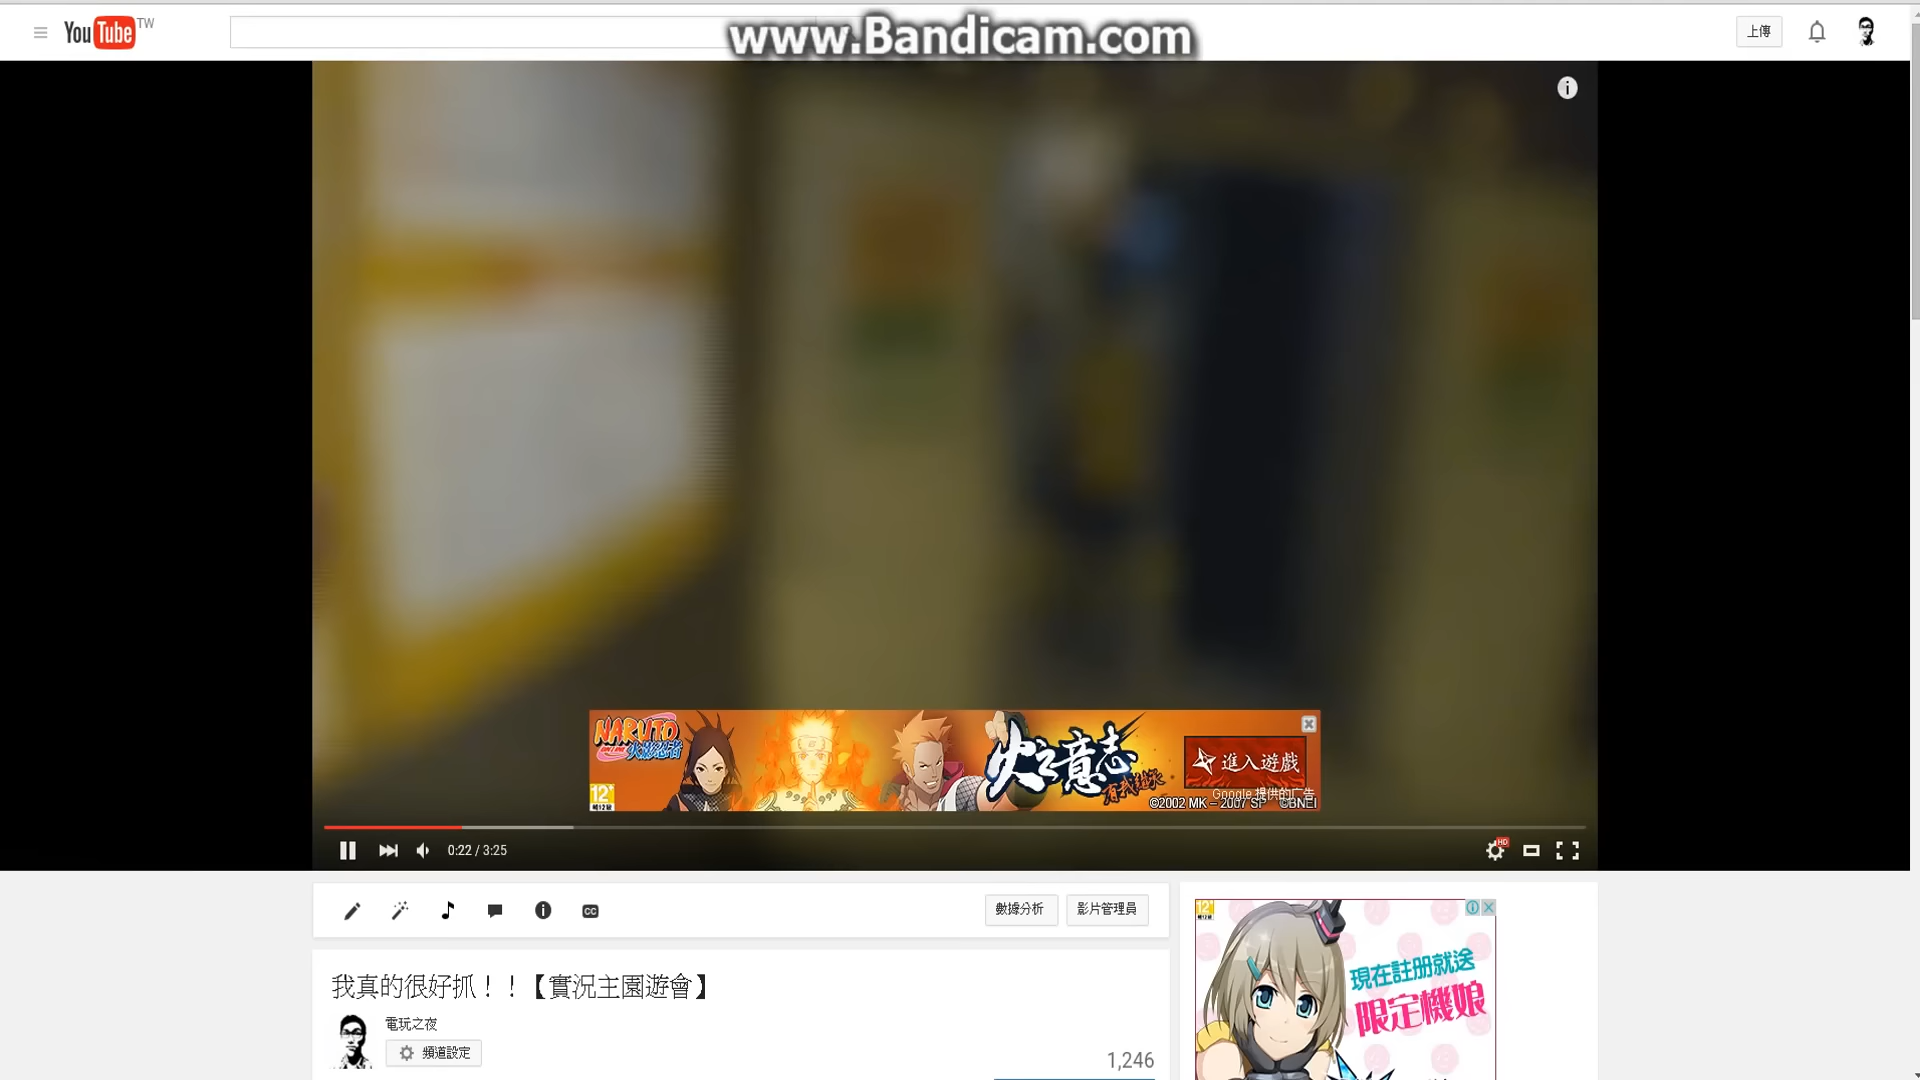 YouTube TW
www.Bandicam.com
上傳
NARUTO
ONLINE 火影忍者
火之意志
進入遊戲
12+
Google 提供的广告
©2002 MK – 2007 SP ©BNEI
HD
0:22 / 3:25
CC
數據分析
影片管理員
我真的很好抓！！【實況主園遊會】
電玩之夜
頻道設定
1,246
12+
現在註冊就送
限定機娘